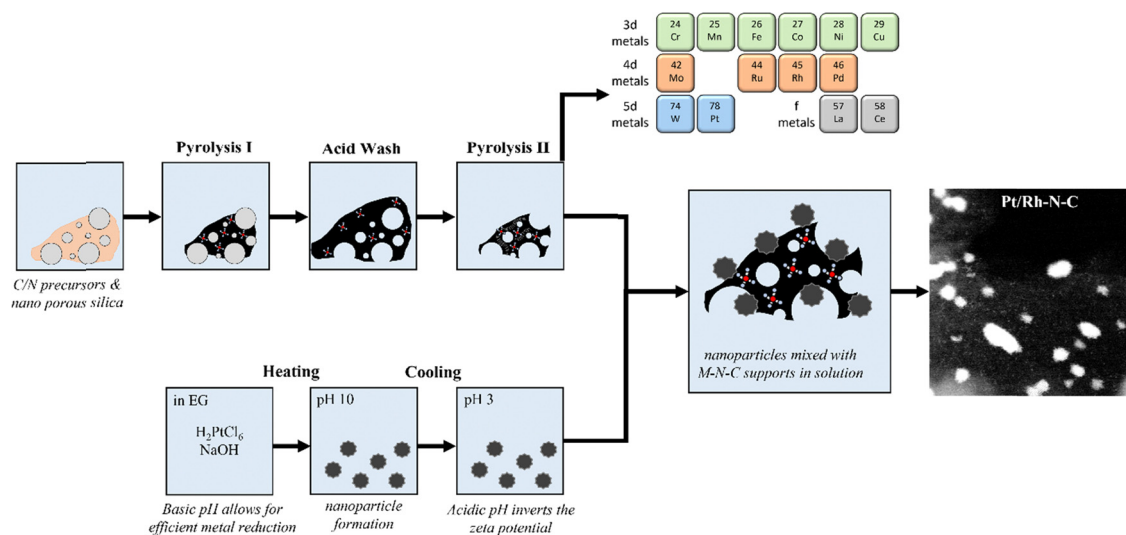 3d
metals
24
Cr
25
Mn
26
Fe
27
Co
28
Ni
29
Cu
4d
metals
42
Mo
44
Ru
45
Rh
46
Pd
5d
metals
74
W
78
Pt
f
metals
57
La
58
Ce
Pyrolysis I
Acid Wash
Pyrolysis II
C/N precursors &
nano porous silica
Pt/Rh-N-C
nanoparticles mixed with
M-N-C supports in solution
Heating
Cooling
in EG
H₂PtCl₆
NaOH
pH 10
pH 3
Basic pH allows for
efficient metal reduction
nanoparticle
formation
Acidic pH inverts the
zeta potential